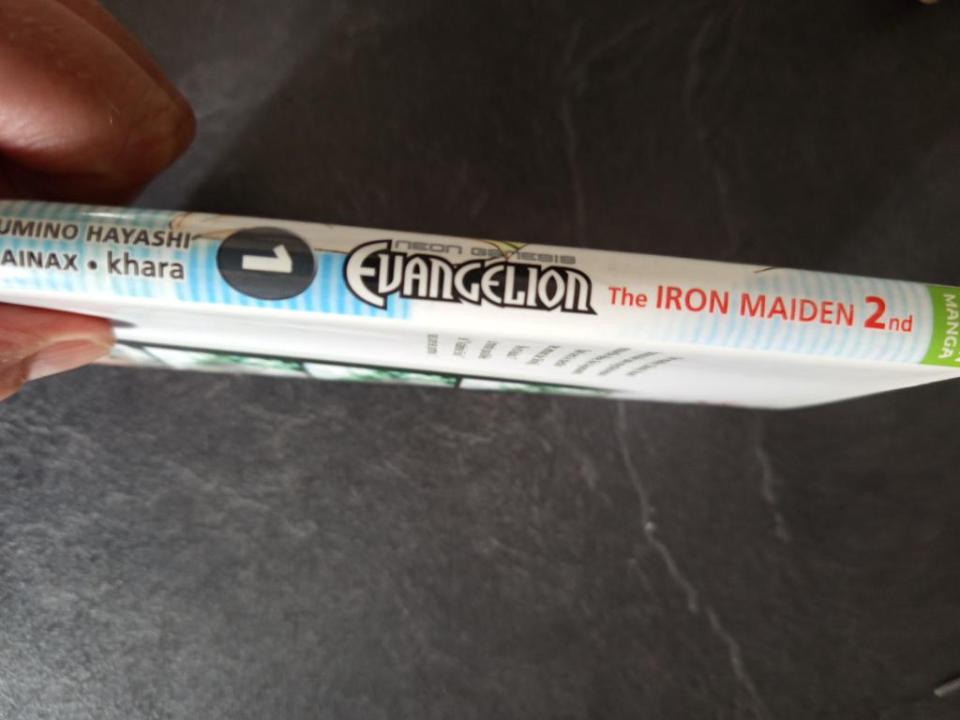 UMINO HAYASHI
AINAX • khara
1
NEON GENESIS
EVANGELION
The IRON MAIDEN 2nd
MANGA